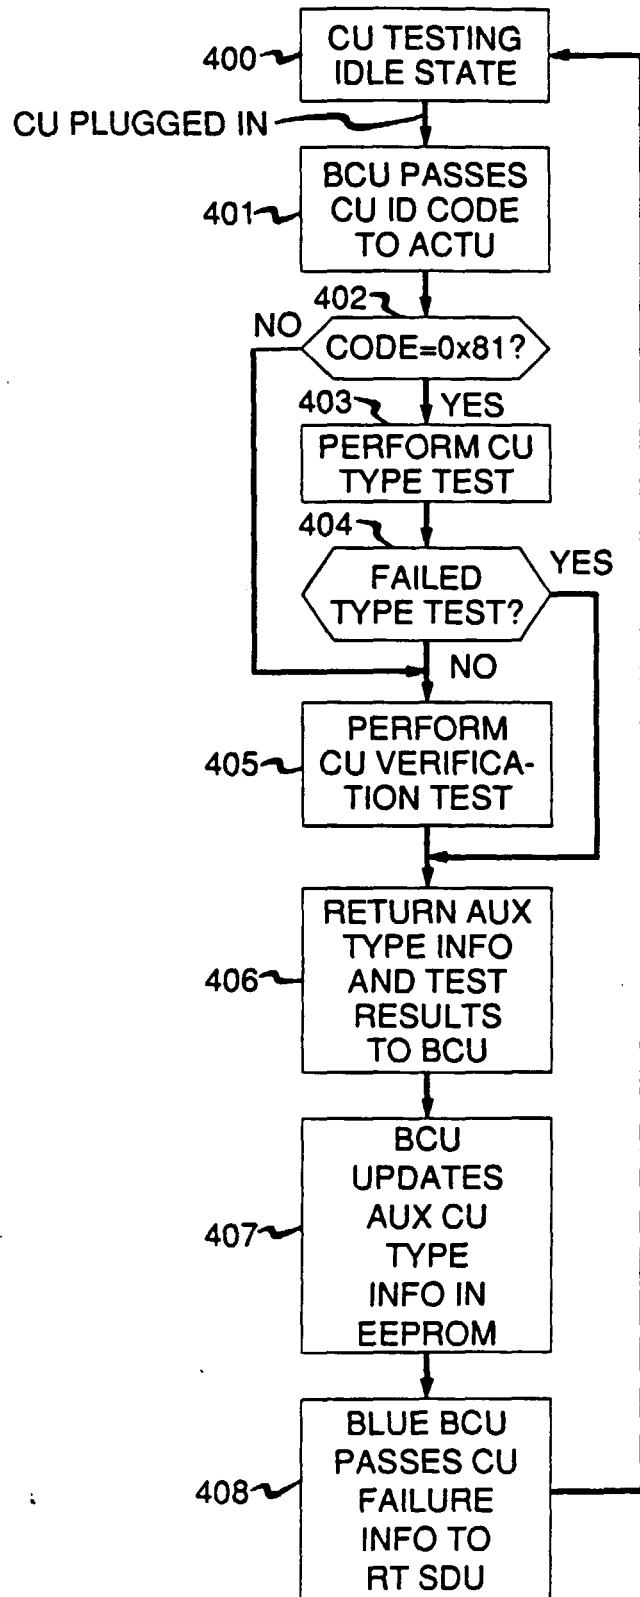 400
CU TESTING
IDLE STATE
CU PLUGGED IN
401
BCU PASSES
CU ID CODE
TO ACTU
402
NO
CODE=0x81?
403
YES
PERFORM CU
TYPE TEST
404
YES
FAILED
TYPE TEST?
NO
405
PERFORM
CU VERIFICA-
TION TEST
406
RETURN AUX
TYPE INFO
AND TEST
RESULTS
TO BCU
407
BCU
UPDATES
AUX CU
TYPE
INFO IN
EEPROM
408
BLUE BCU
PASSES CU
FAILURE
INFO TO
RT SDU